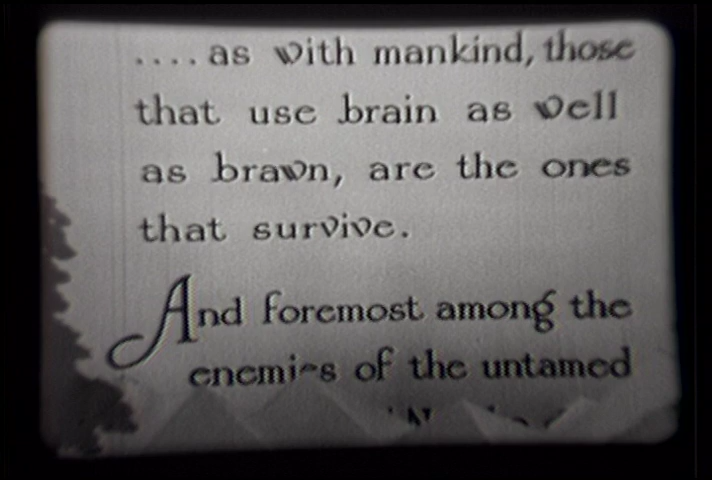 ....as with mankind, those
that use brain as well
as brawn, are the ones
that survive.
And foremost among the
enemies of the untamed